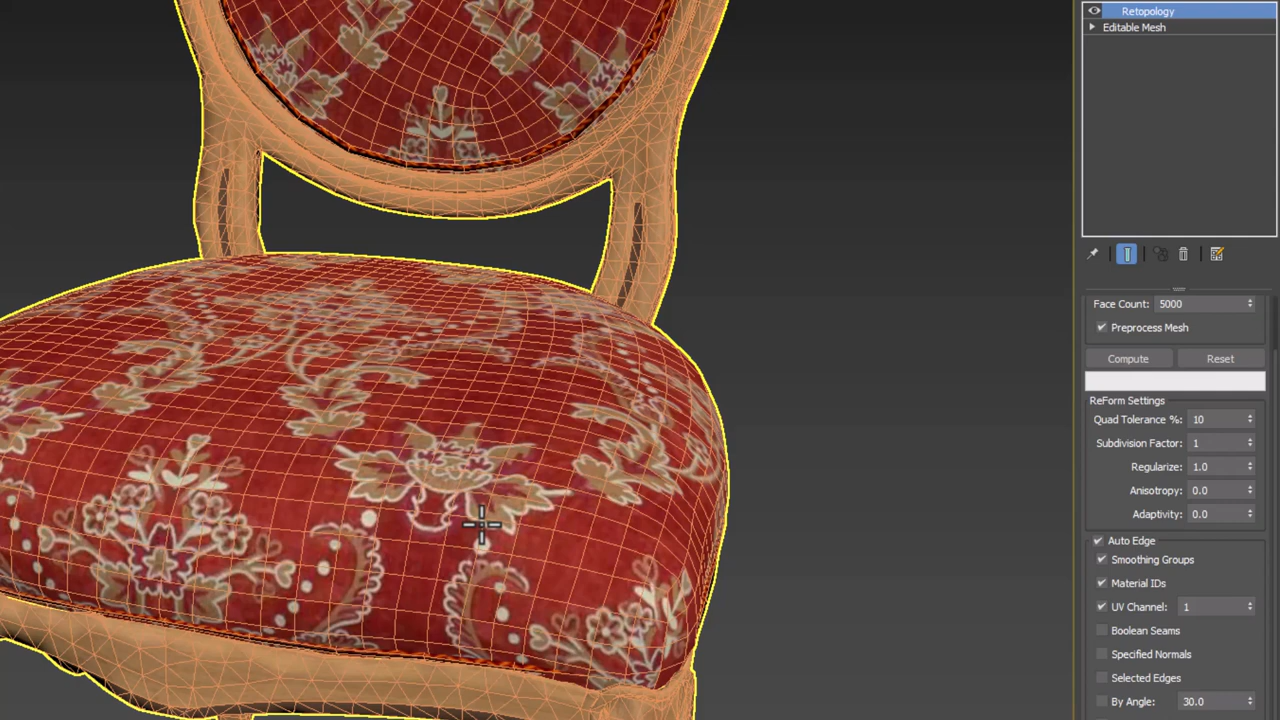 Retopology
Editable Mesh
Face Count: 5000
Preprocess Mesh
Compute Reset
ReForm Settings
Quad Tolerance %: 10
Subdivision Factor: 1
Regularize: 1.0
Anisotropy: 0.0
Adaptivity: 0.0
Auto Edge
Smoothing Groups
Material IDs
UV Channel: 1
Boolean Seams
Specified Normals
Selected Edges
By Angle: 30.0